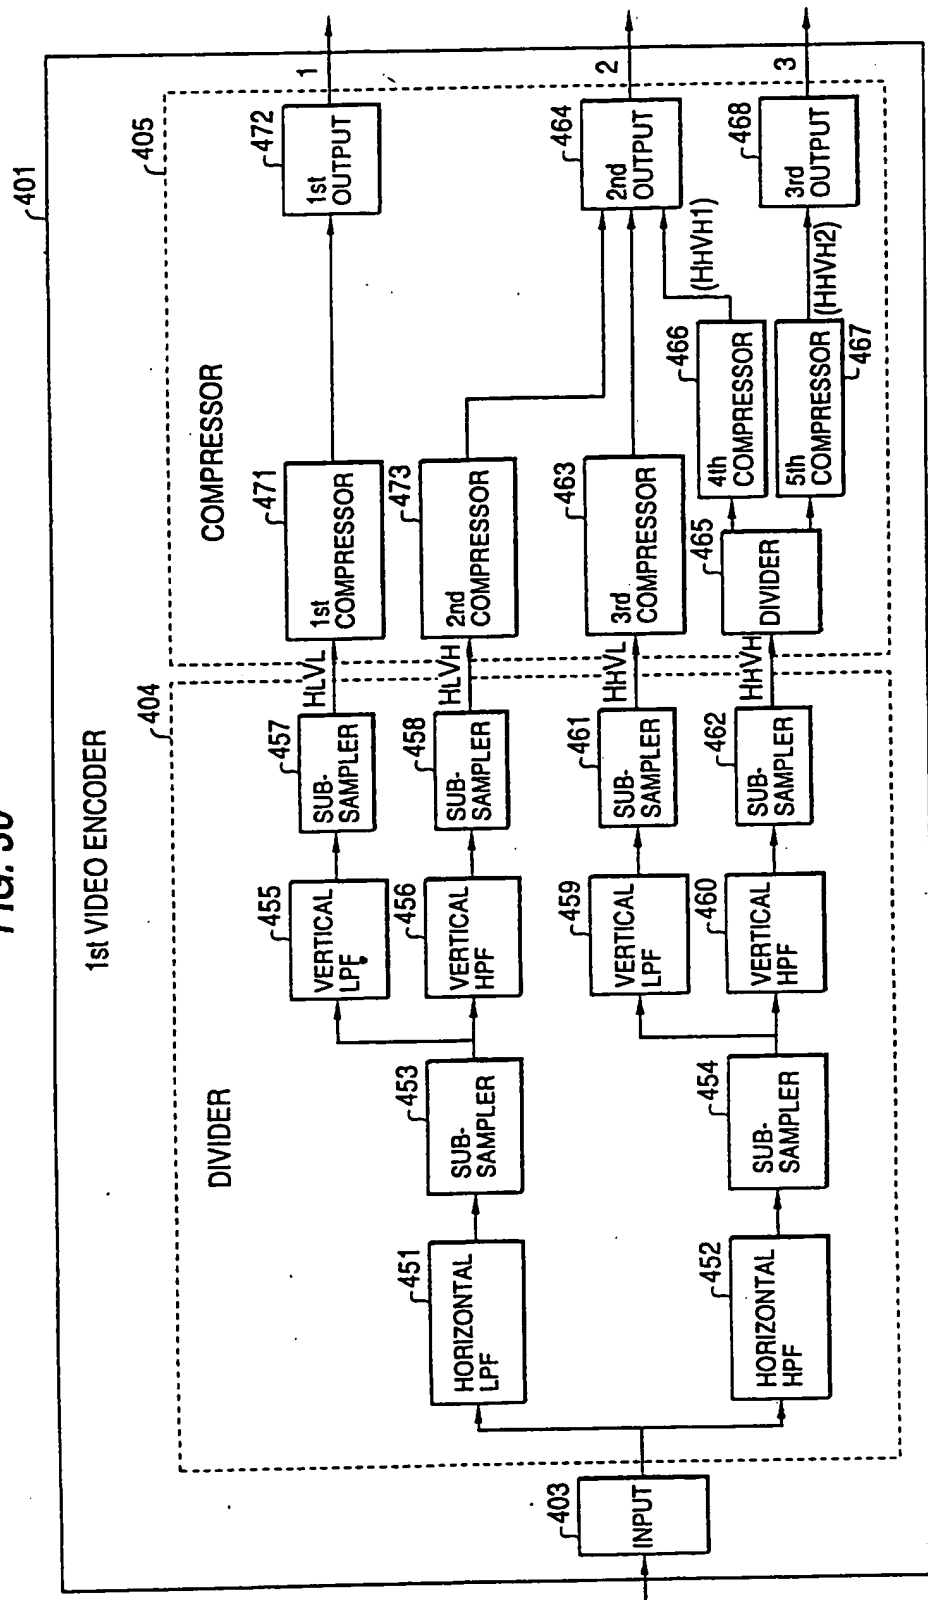 FIG. 30
1st VIDEO ENCODER
401
404
405
DIVIDER
COMPRESSOR
403
INPUT
451
HORIZONTAL
LPF
453
SUB-
SAMPLER
455
VERTICAL
LPF
457
SUB-
SAMPLER
HLVL
471
1st
COMPRESSOR
472
1st
OUTPUT
1
456
VERTICAL
HPF
458
SUB-
SAMPLER
HLVH
473
2nd
COMPRESSOR
464
2nd
OUTPUT
2
452
HORIZONTAL
HPF
454
SUB-
SAMPLER
459
VERTICAL
LPF
461
SUB-
SAMPLER
HHVL
463
3rd
COMPRESSOR
460
VERTICAL
HPF
462
SUB-
SAMPLER
HHVH
465
DIVIDER
466
4th
COMPRESSOR
(HHVH1)
467
5th
COMPRESSOR
(HHVH2)
468
3rd
OUTPUT
3